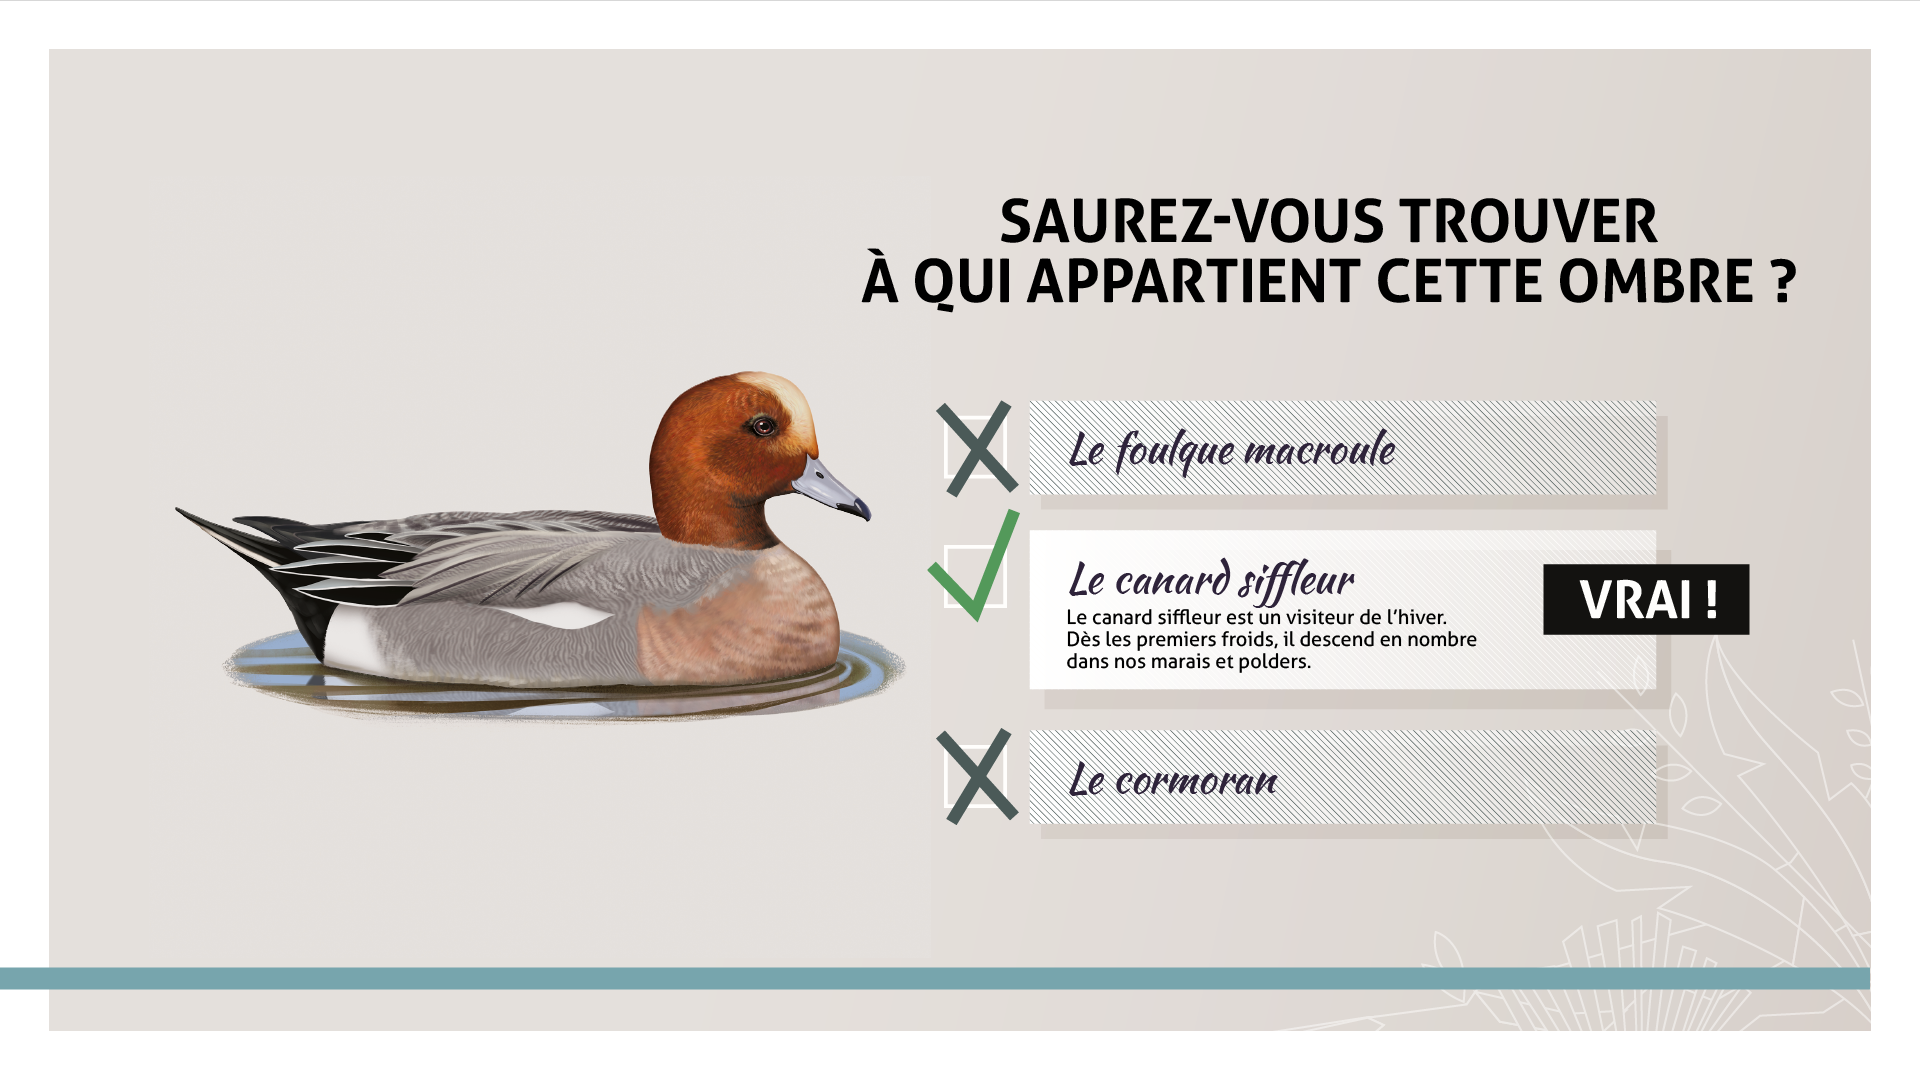 SAUREZ-VOUS TROUVER
À QUI APPARTIENT CETTE OMBRE ?
Le foulque macroule
Le canard siffleur
Le canard siffleur est un visiteur de l’hiver.
Dès les premiers froids, il descend en nombre
dans nos marais et polders.
VRAI !
Le cormoran